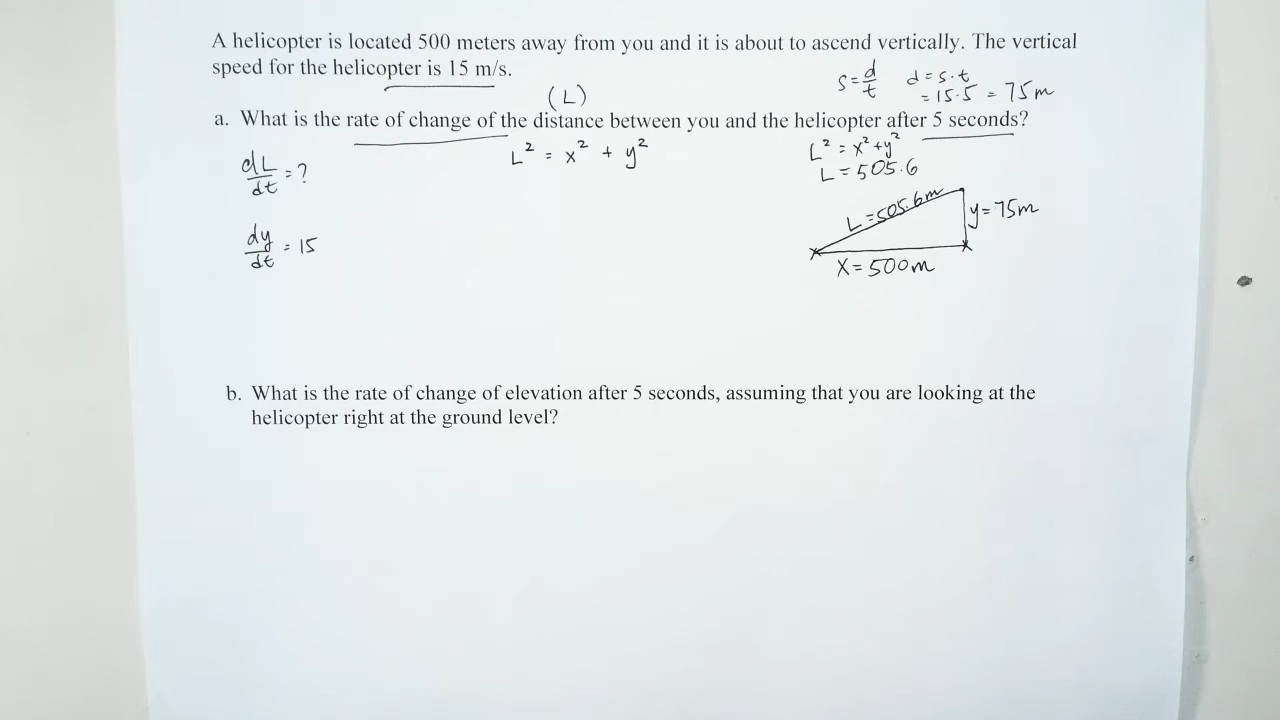 A helicopter is located 500 meters away from you and it is about to ascend vertically. The vertical
speed for the helicopter is 15 m/s.
S = d/t
d = s·t
= 15·5 = 75m
(L)
a. What is the rate of change of the distance between you and the helicopter after 5 seconds?
dL/dt = ?
L² = x² + y²
L² = x² + y²
L = 505.6
L = 505.6m
y = 75m
dy/dt = 15
X = 500m
b. What is the rate of change of elevation after 5 seconds, assuming that you are looking at the
helicopter right at the ground level?